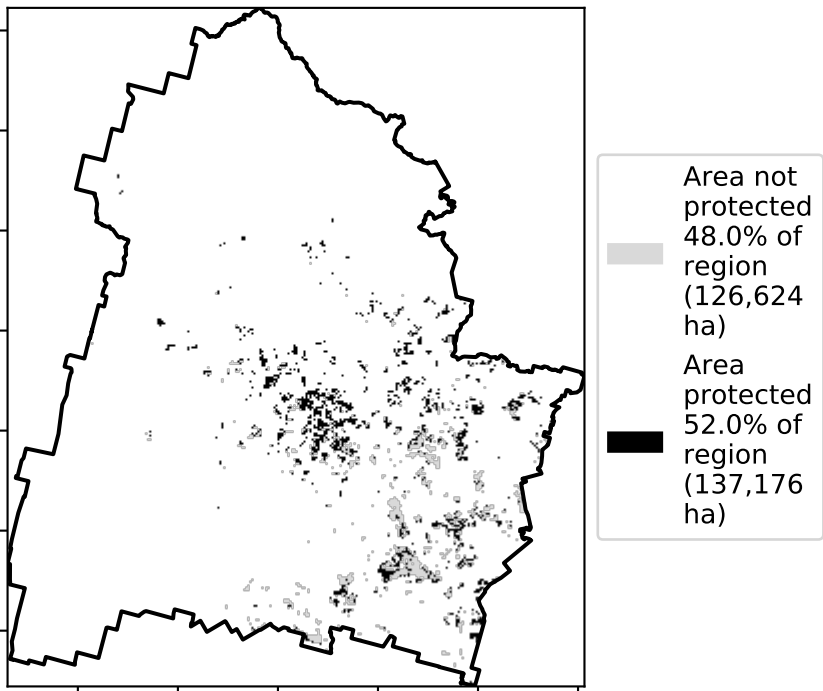 Area not
protected
48.0% of
region
(126,624
ha)
Area
protected
52.0% of
region
(137,176
ha)